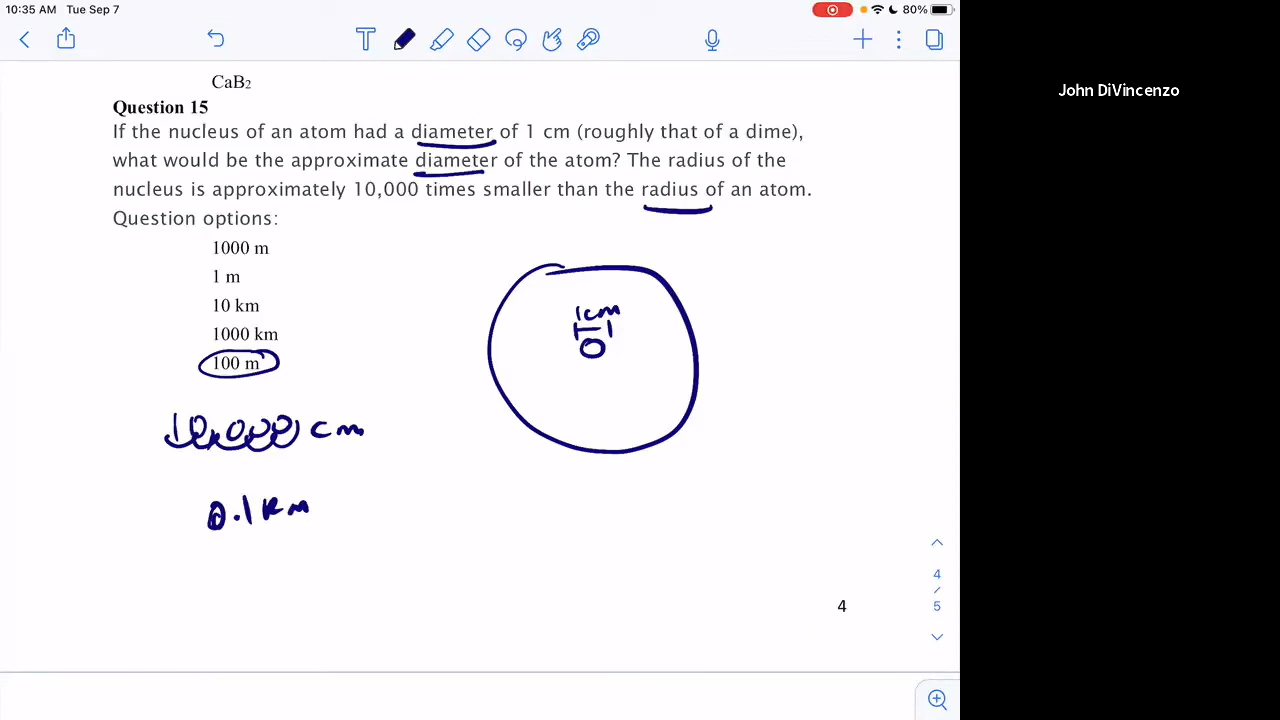 10:35 AM Tue Sep 7
80%
John DiVincenzo
CaB2
Question 15
If the nucleus of an atom had a diameter of 1 cm (roughly that of a dime),
what would be the approximate diameter of the atom? The radius of the
nucleus is approximately 10,000 times smaller than the radius of an atom.
Question options:
1000 m
1 m
10 km
1000 km
100 m
1cm
10,000 cm
0.1 km
4
/
5
4